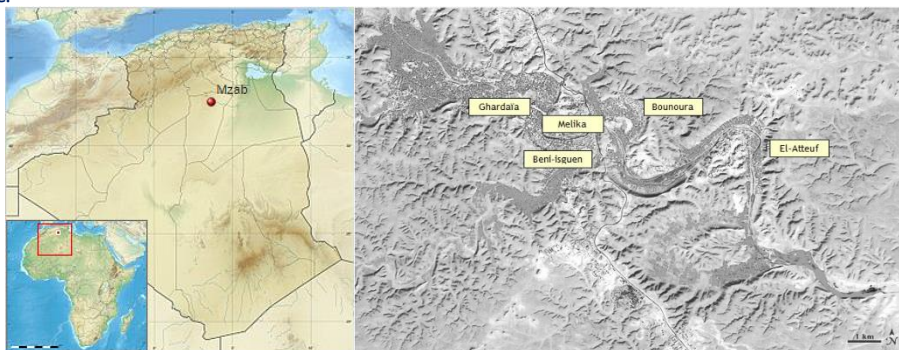 Mzab
Ghardaïa
Melika
Bounoura
Beni-Isguen
El-Atteuf
1 km
N